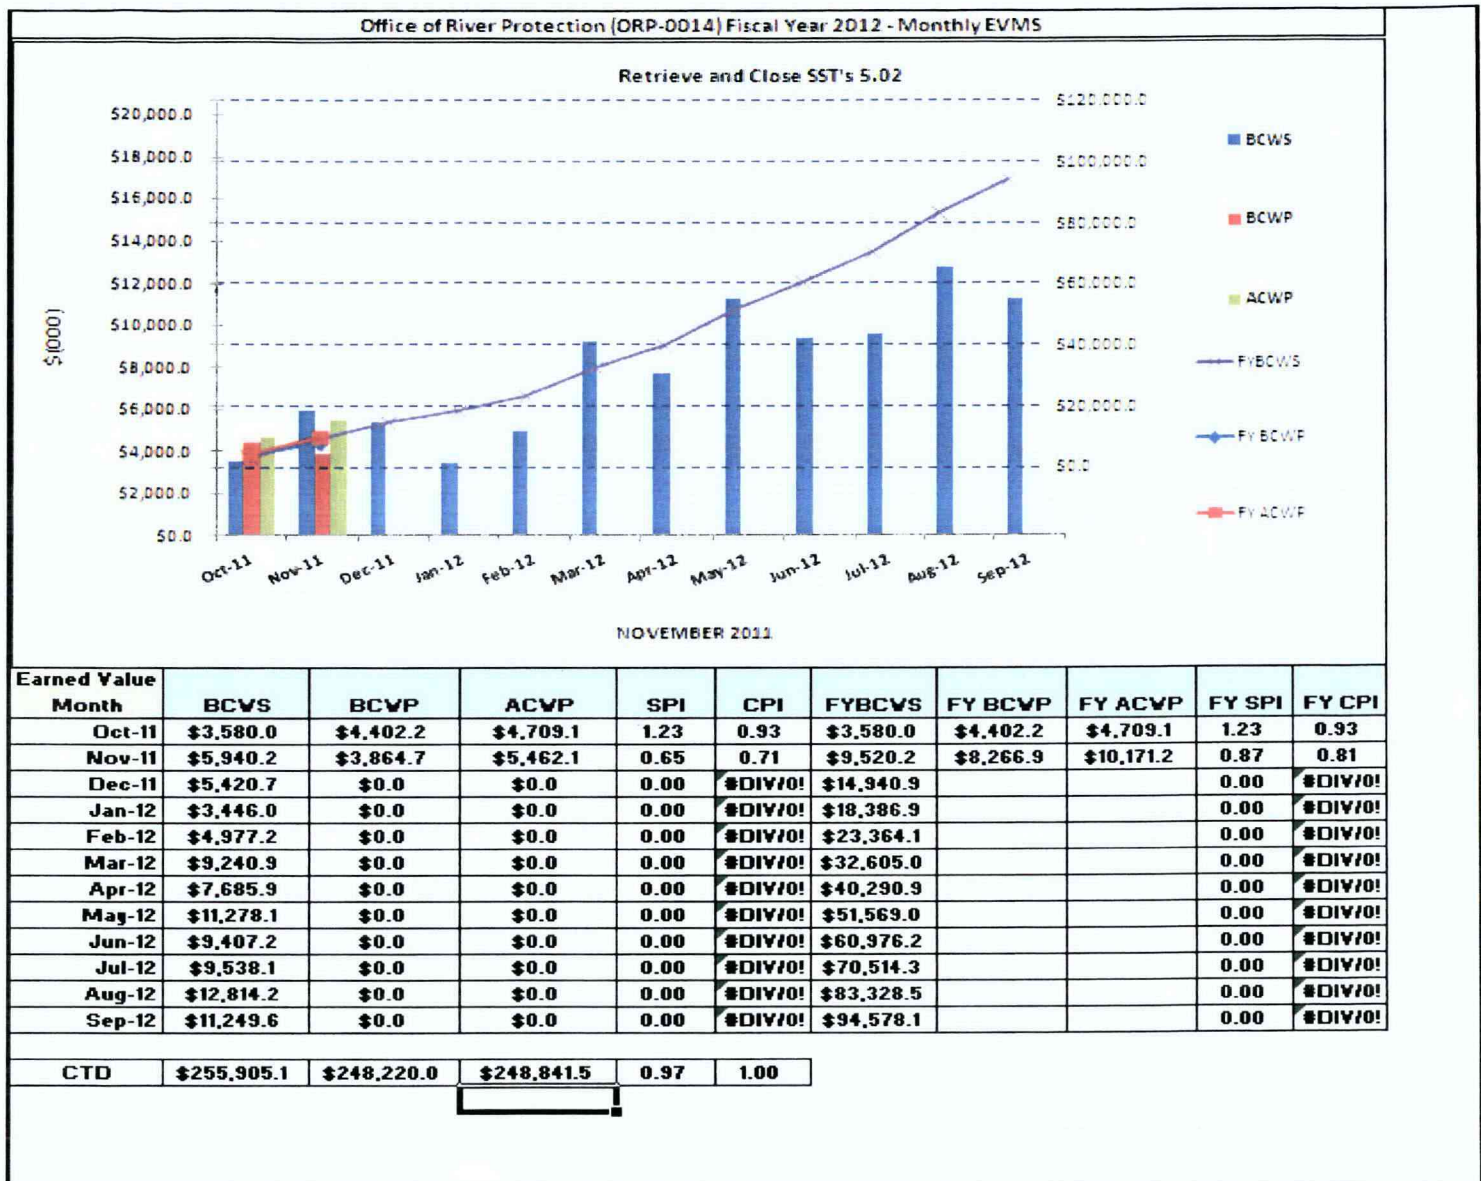 Office of River Protection (ORP-0014) Fiscal Year 2012 - Monthly EVMS
Retrieve and Close SST's 5.02
$20,000.0
$18,000.0
$16,000.0
$14,000.0
$12,000.0
$10,000.0
$8,000.0
$6,000.0
$4,000.0
$2,000.0
$0.0
$(000)
$120,000.0
$100,000.0
$80,000.0
$60,000.0
$40,000.0
$20,000.0
$0.0
BCWS
BCWP
ACWP
FYBCWS
FY BCWP
FY ACWP
Oct-11 Nov-11 Dec-11 Jan-12 Feb-12 Mar-12 Apr-12 May-12 Jun-12 Jul-12 Aug-12 Sep-12
NOVEMBER 2011
Earned Value
Month BCWS BCWP ACWP SPI CPI FYBCWS FY BCWP FY ACWP FY SPI FY CPI
Oct-11 $3,580.0 $4,402.2 $4,709.1 1.23 0.93 $3,580.0 $4,402.2 $4,709.1 1.23 0.93
Nov-11 $5,940.2 $3,864.7 $5,462.1 0.65 0.71 $9,520.2 $8,266.9 $10,171.2 0.87 0.81
Dec-11 $5,420.7 $0.0 $0.0 0.00 #DIV/0! $14,940.9 0.00 #DIV/0!
Jan-12 $3,446.0 $0.0 $0.0 0.00 #DIV/0! $18,386.9 0.00 #DIV/0!
Feb-12 $4,977.2 $0.0 $0.0 0.00 #DIV/0! $23,364.1 0.00 #DIV/0!
Mar-12 $9,240.9 $0.0 $0.0 0.00 #DIV/0! $32,605.0 0.00 #DIV/0!
Apr-12 $7,685.9 $0.0 $0.0 0.00 #DIV/0! $40,290.9 0.00 #DIV/0!
May-12 $11,278.1 $0.0 $0.0 0.00 #DIV/0! $51,569.0 0.00 #DIV/0!
Jun-12 $9,407.2 $0.0 $0.0 0.00 #DIV/0! $60,976.2 0.00 #DIV/0!
Jul-12 $9,538.1 $0.0 $0.0 0.00 #DIV/0! $70,514.3 0.00 #DIV/0!
Aug-12 $12,814.2 $0.0 $0.0 0.00 #DIV/0! $83,328.5 0.00 #DIV/0!
Sep-12 $11,249.6 $0.0 $0.0 0.00 #DIV/0! $94,578.1 0.00 #DIV/0!
CTD $255,905.1 $248,220.0 $248,841.5 0.97 1.00